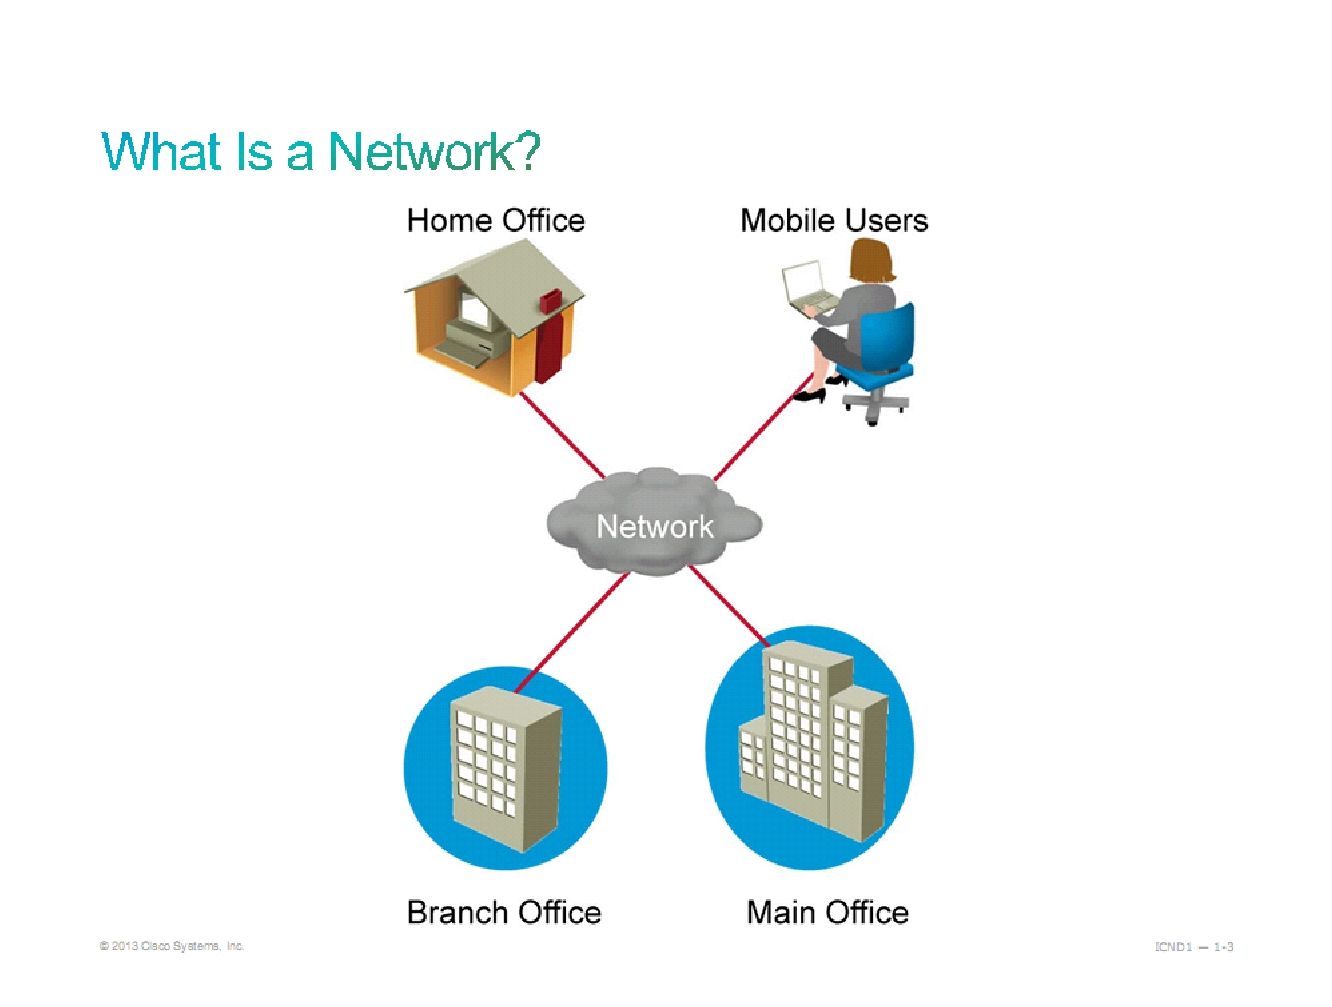 What Is a Network?
Home Office
Mobile Users
Network
Branch Office
Main Office
© 2013 Cisco Systems, Inc.
ICND1 — 1-3